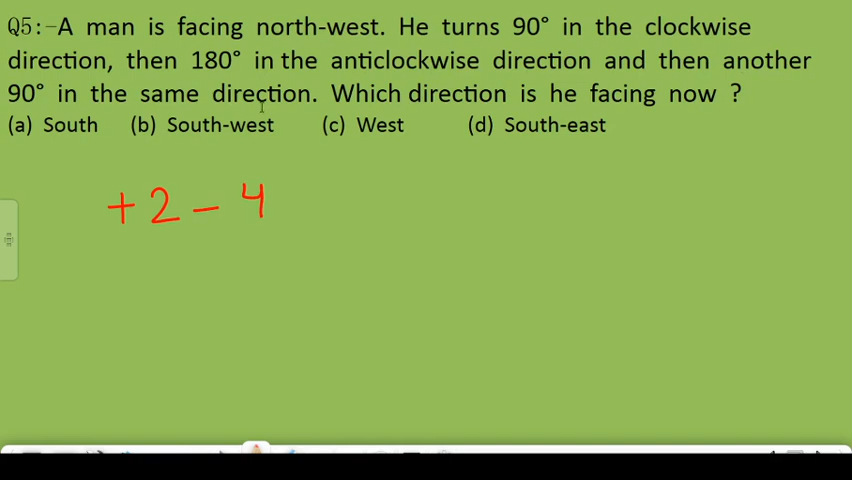 Q5:-A man is facing north-west. He turns 90° in the clockwise
direction, then 180° in the anticlockwise direction and then another
90° in the same direction. Which direction is he facing now ?
(a) South (b) South-west (c) West (d) South-east
+ 2 - 4